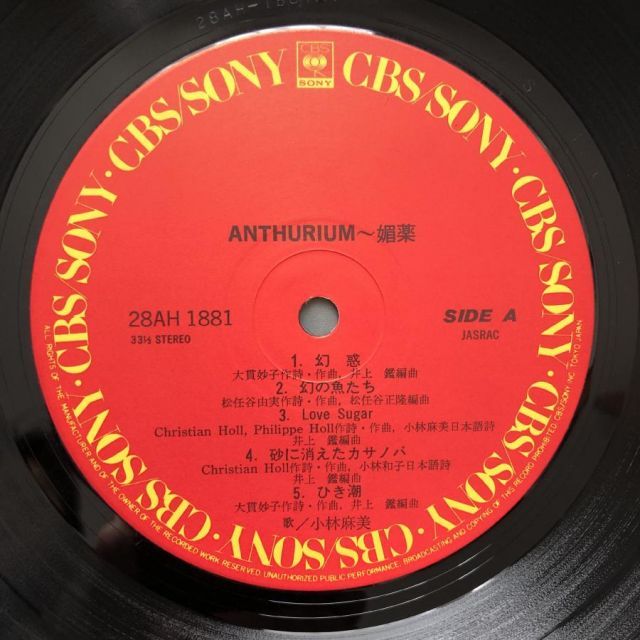 28AH-1881A
CBS
SONY
CBS/SONY · CBS/SONY · CBS/SONY · CBS/SONY · CBS/SONY · CBS/SONY · CBS/SONY
ANTHURIUM〜媚薬
28AH 1881
33⅓ STEREO
SIDE A
JASRAC
1. 幻 惑
大貫妙子作詩・作曲, 井上 鑑編曲
2. 幻の魚たち
松任谷由実作詩・作曲, 松任谷正隆編曲
3. Love Sugar
Christian Holl, Philippe Holl作詩・作曲, 小林麻美日本語詩
井上 鑑編曲
4. 砂に消えたカサノバ
Christian Holl作詩・作曲, 小林和子日本語詩
井上 鑑編曲
5. ひき潮
大貫妙子作詩・作曲, 井上 鑑編曲
歌／小林麻美
ALL RIGHTS OF THE MANUFACTURER AND OF THE OWNER OF THE RECORDED WORK RESERVED. UNAUTHORIZED PUBLIC PERFORMANCE, BROADCASTING AND COPYING OF THIS RECORD PROHIBITED CBS/SONY INC. TOKYO JAPAN